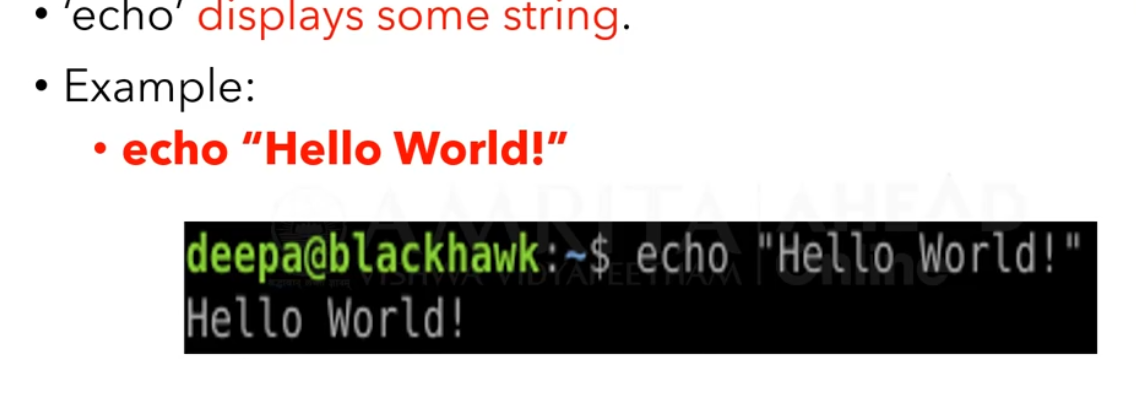 • ‘echo’ displays some string.
• Example:
• echo “Hello World!”
AMRITA | AHEAD
deepa@blackhawk:~$ echo "Hello World!"
VISHWA VIDYAPEETHAM | Online
Hello World!